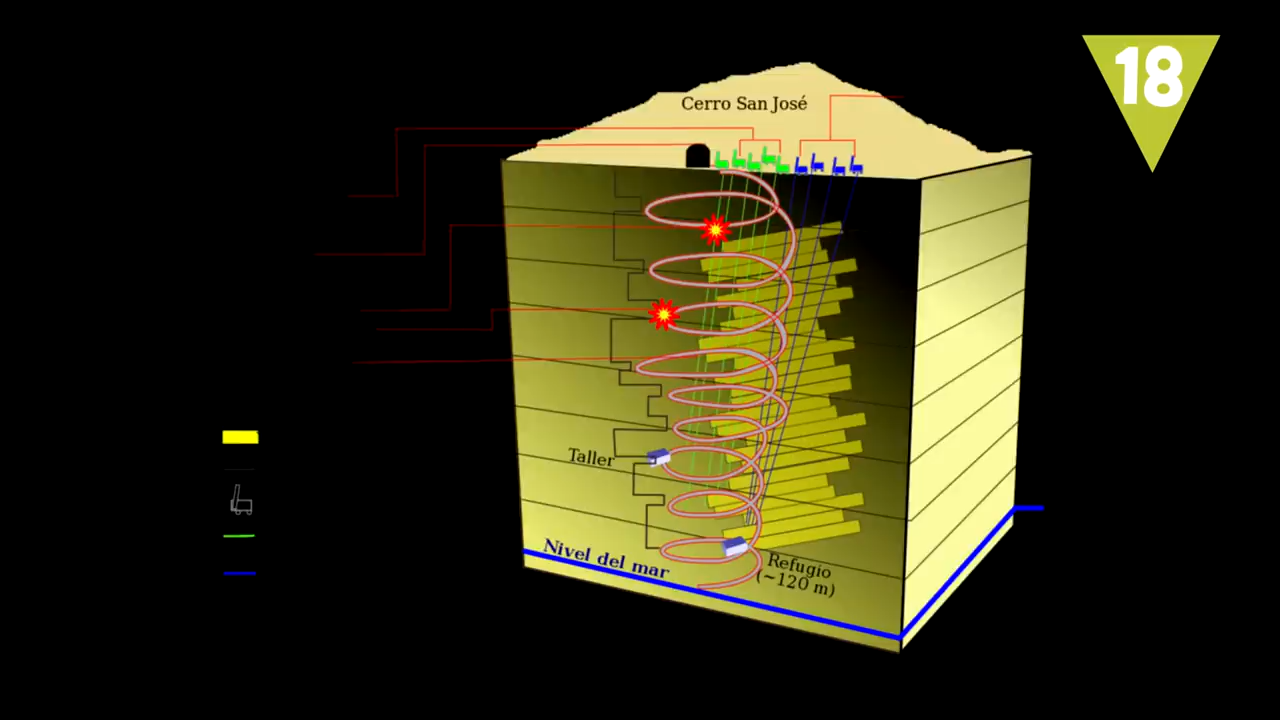 18
Cerro San José
Taller
Nivel del mar
Refugio
(~120 m)